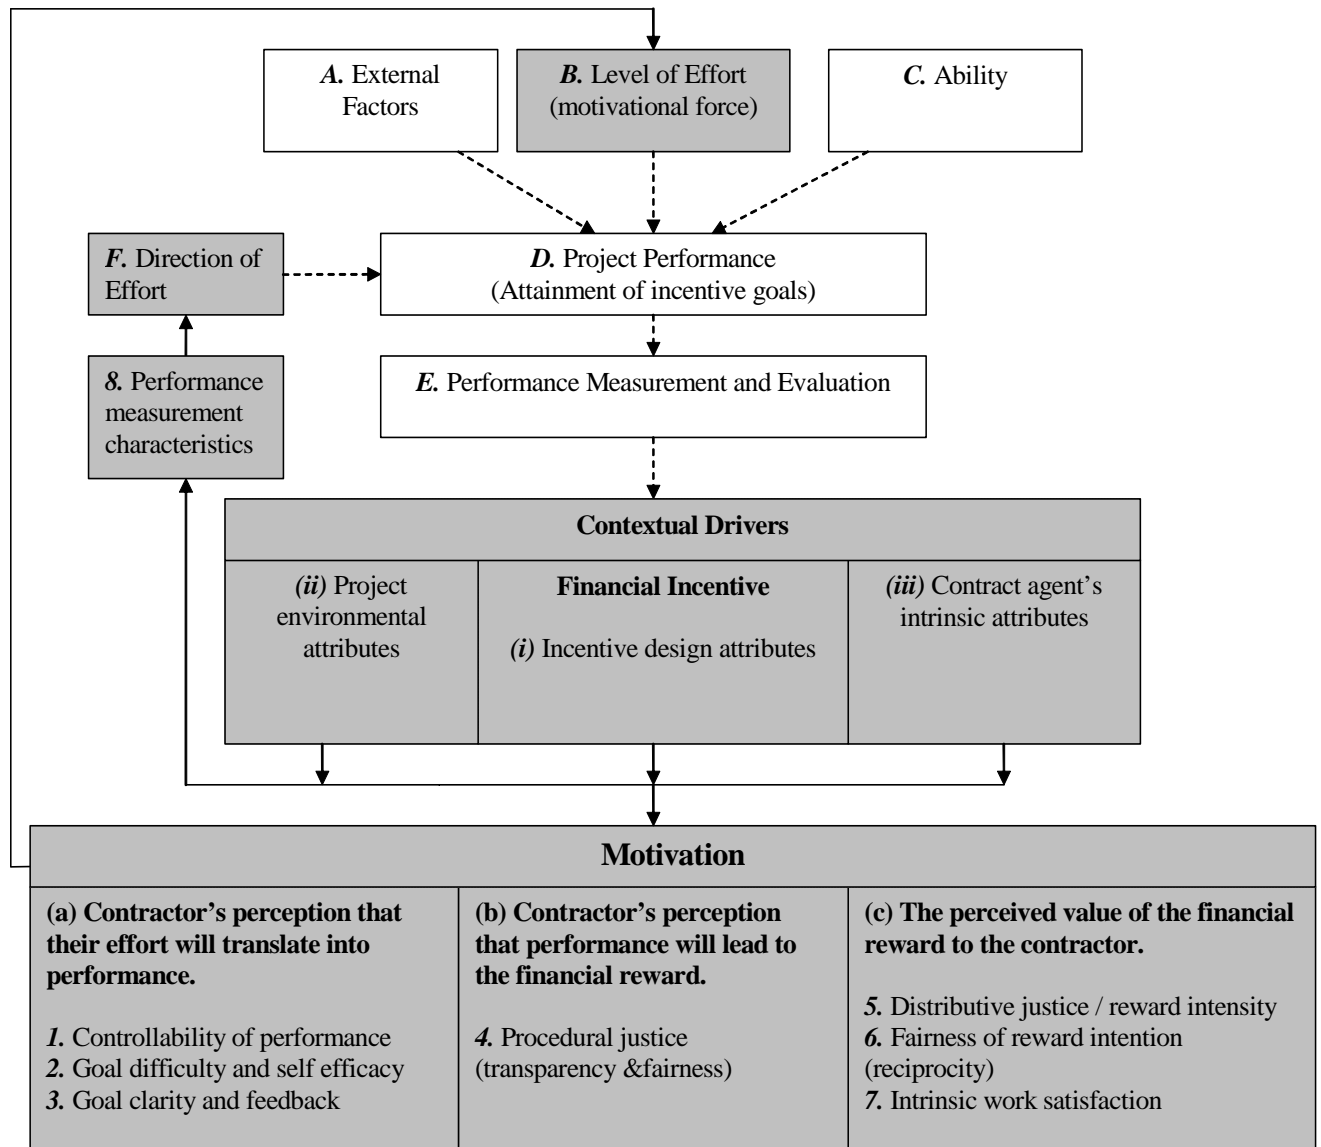 A. External
Factors
B. Level of Effort
(motivational force)
C. Ability
F. Direction of
Effort
D. Project Performance
(Attainment of incentive goals)
8. Performance
measurement
characteristics
E. Performance Measurement and Evaluation
Contextual Drivers
(ii) Project
environmental
attributes
Financial Incentive
(i) Incentive design attributes
(iii) Contract agent’s
intrinsic attributes
Motivation
(a) Contractor’s perception that
their effort will translate into
performance.
1. Controllability of performance
2. Goal difficulty and self efficacy
3. Goal clarity and feedback
(b) Contractor’s perception
that performance will lead to
the financial reward.
4. Procedural justice
(transparency &fairness)
(c) The perceived value of the financial
reward to the contractor.
5. Distributive justice / reward intensity
6. Fairness of reward intention
(reciprocity)
7. Intrinsic work satisfaction